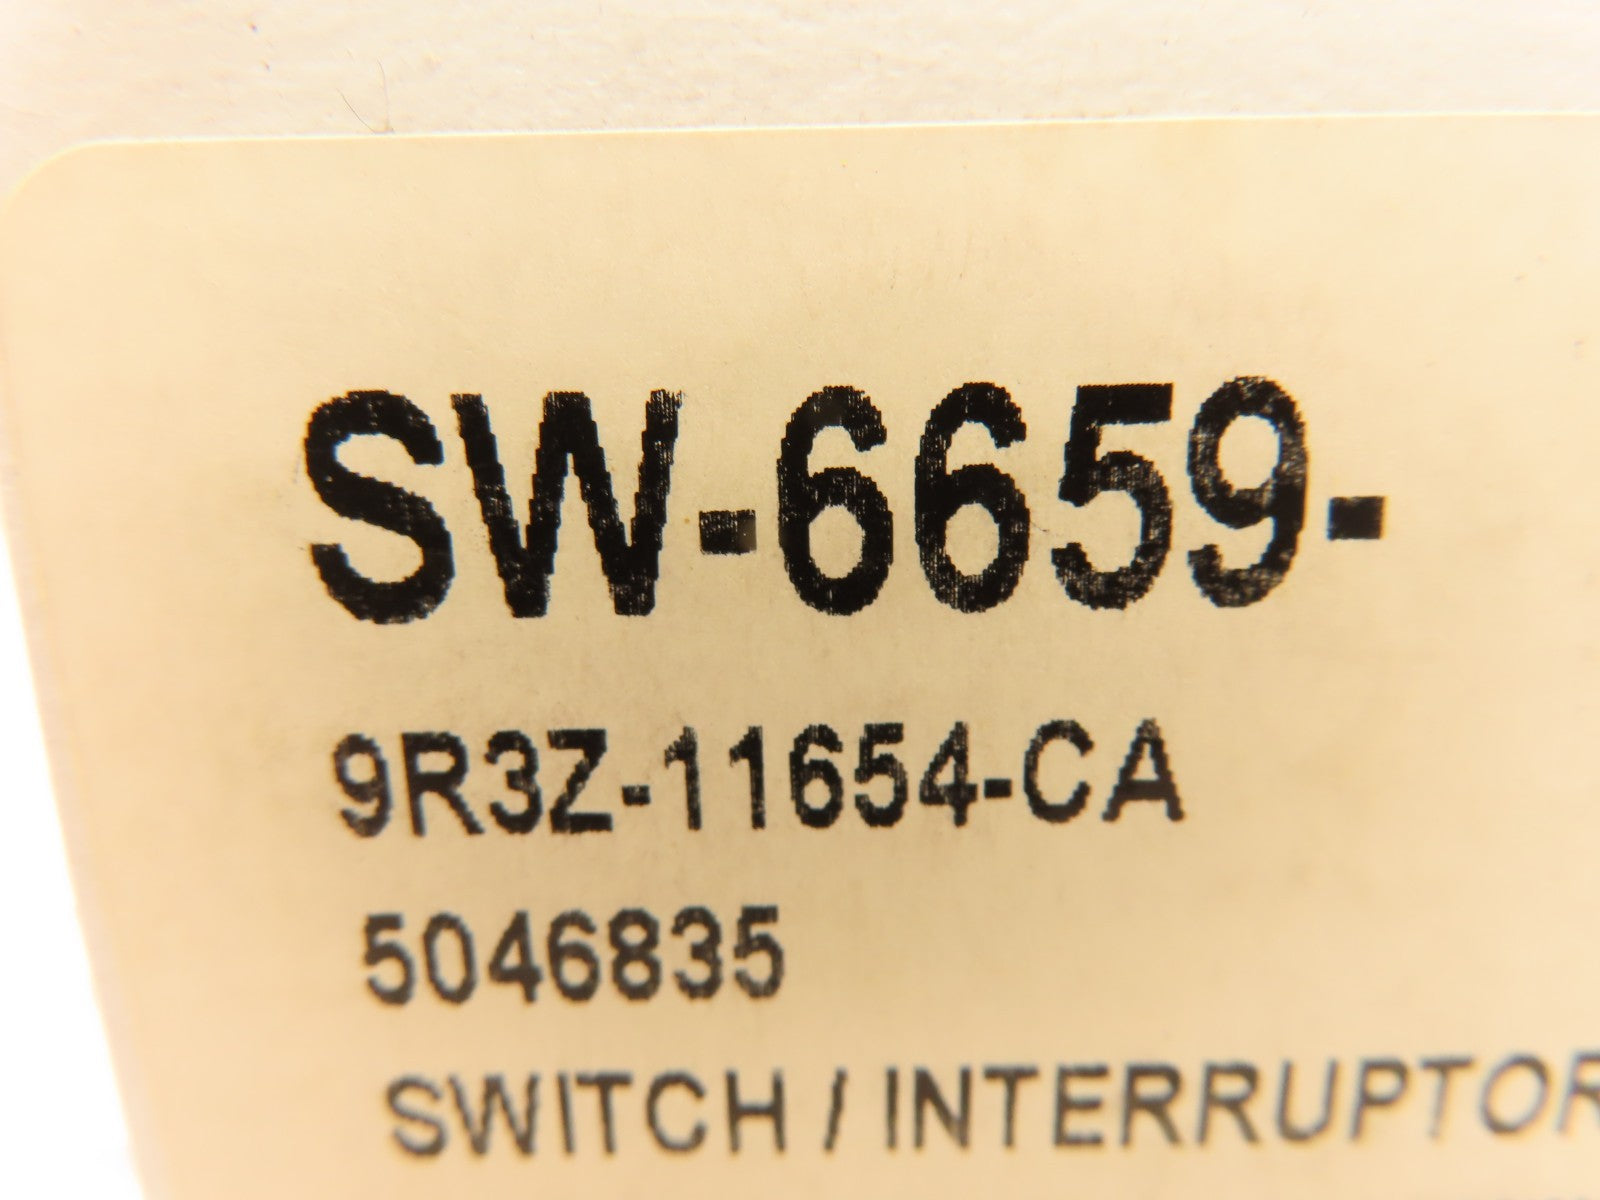 SW-6659-
9R3Z-11654-CA
5046835
SWITCH / INTERRUPTOR